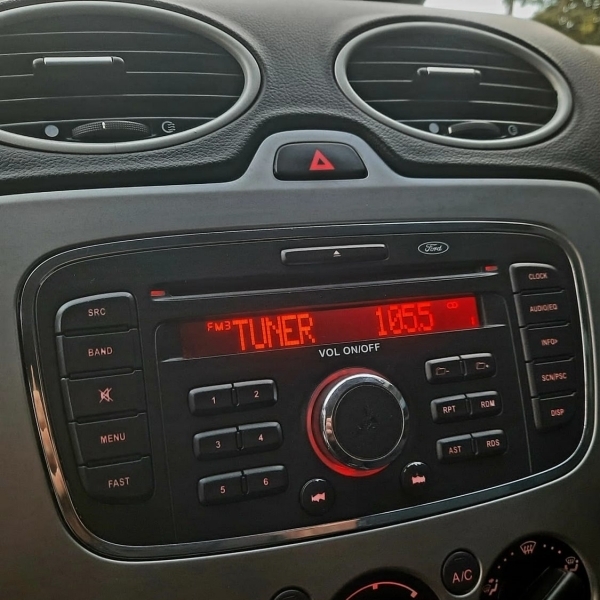 Ford
SRC
BAND
MENU
FAST
FM3 TUNER 105.5
VOL ON/OFF
1 2
3 4
5 6
RPT RDM
AST RDS
CLOCK
AUDIO/EQ
INFO
SCN/PSC
DISP
A/C